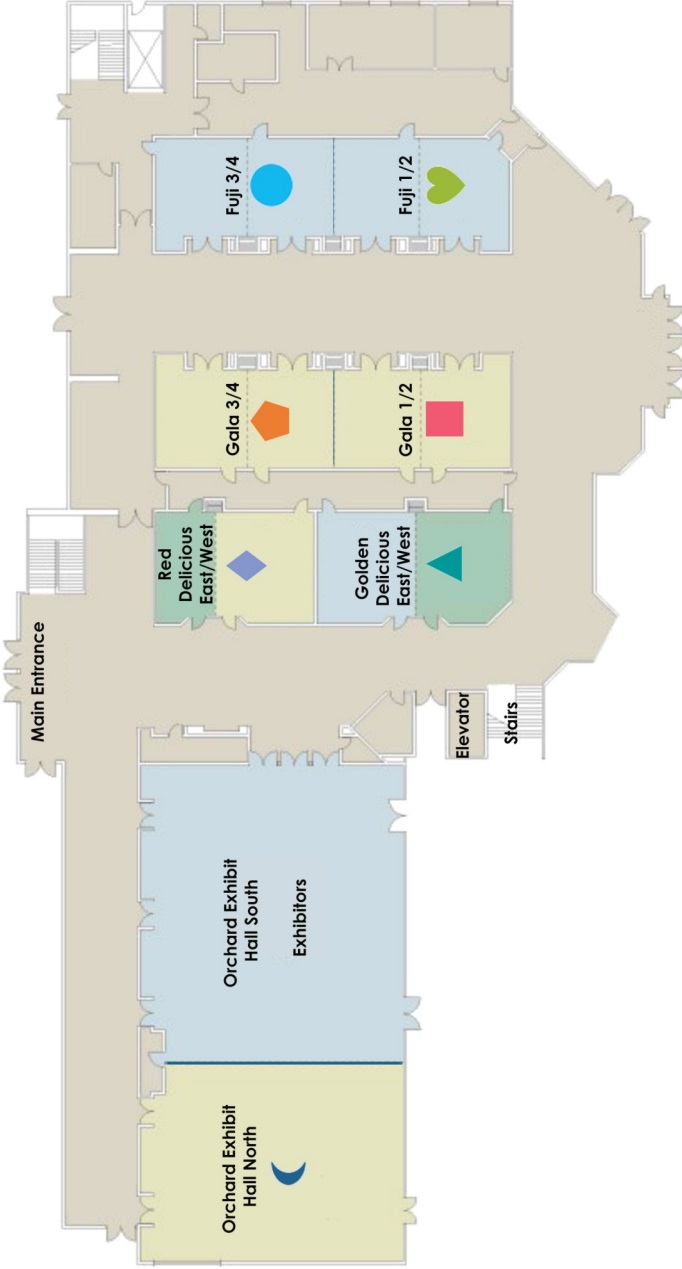 Orchard Exhibit
Hall North
Orchard Exhibit
Hall South
Exhibitors
Main Entrance
Elevator
Stairs
Red
Delicious
East/West
Golden
Delicious
East/West
Gala 3/4
Gala 1/2
Fuji 3/4
Fuji 1/2